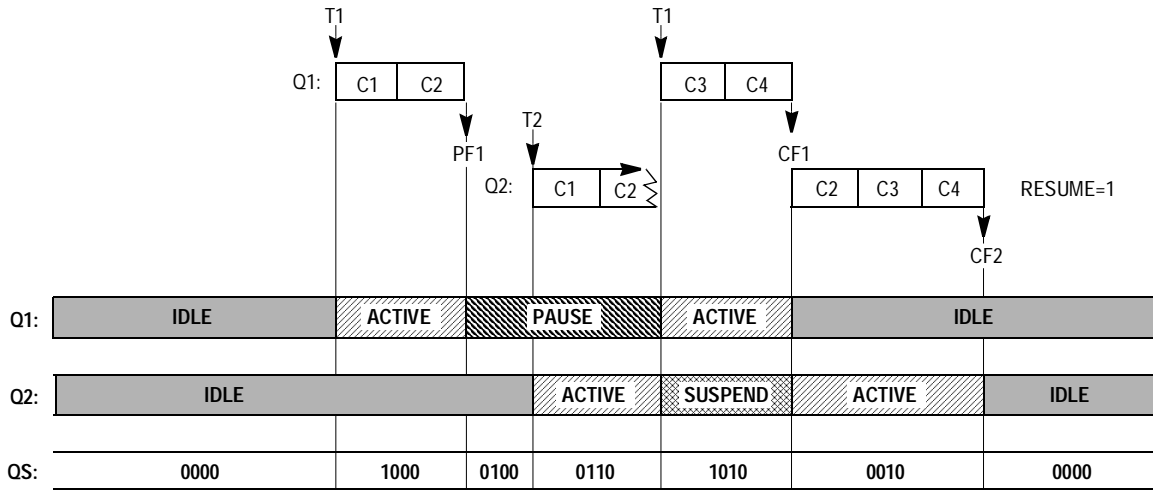 T1 T1
Q1: C1 C2 C3 C4
T2
PF1 CF1
Q2: C1 C2 C2 C3 C4 RESUME=1
CF2
Q1: IDLE ACTIVE PAUSE ACTIVE IDLE
Q2: IDLE ACTIVE SUSPEND ACTIVE IDLE
QS: 0000 1000 0100 0110 1010 0010 0000